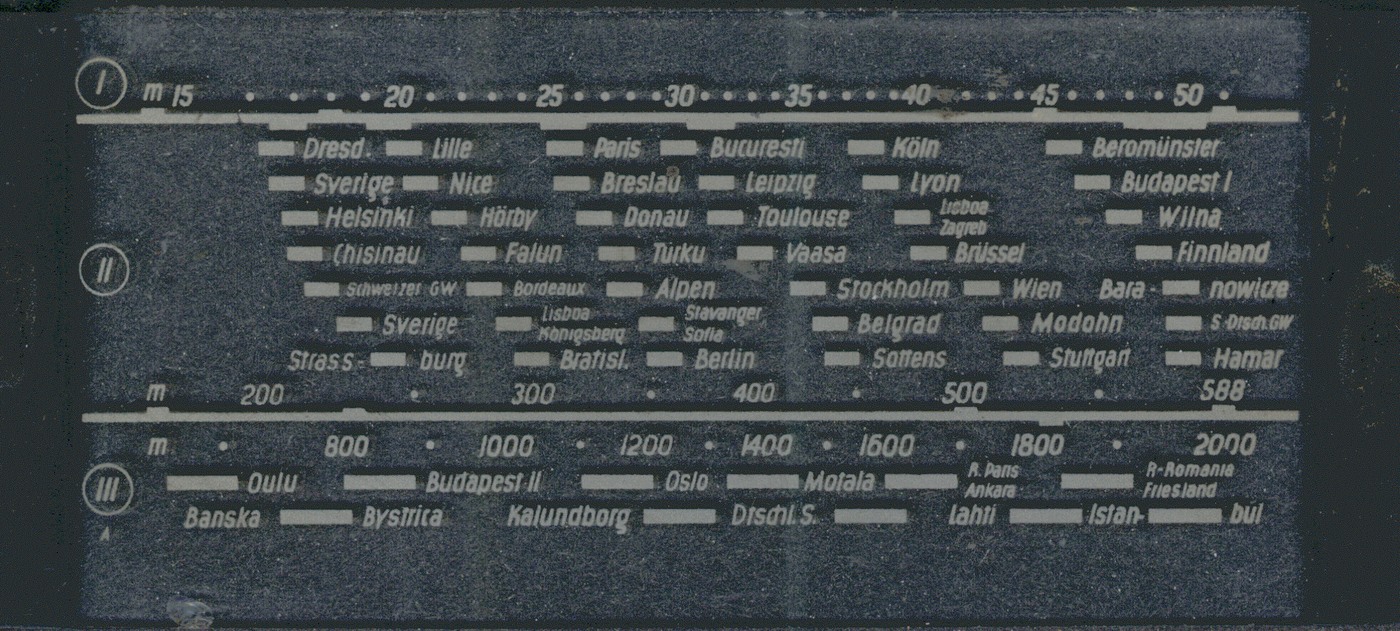 I m 15 20 25 30 35 40 45 50
Dresd. Lille Paris Bucuresti Köln Beromünster
Sverige Nice Breslau Leipzig Lyon Budapest I
Helsinki Hörby Donau Toulouse Lisboa Zagreb Wilna
II Chisinau Falun Turku Vaasa Brüssel Finnland
Schweizer GW Bordeaux Alpen Stockholm Wien Bara- nowicze
Sverige Lisboa Königsberg Stavanger Sofia Belgrad Modohn S-Dtsch.GW
Strass- burg Bratisl. Berlin Sottens Stuttgart Hamar
m 200 300 400 500 588
m 800 1000 1200 1400 1600 1800 2000
III Oulu Budapest II Oslo Motala R. Paris Ankara R-Romania Friesland
Banska Bystrica Kalundborg Dtschl. S. Lahti Istan- bul
A